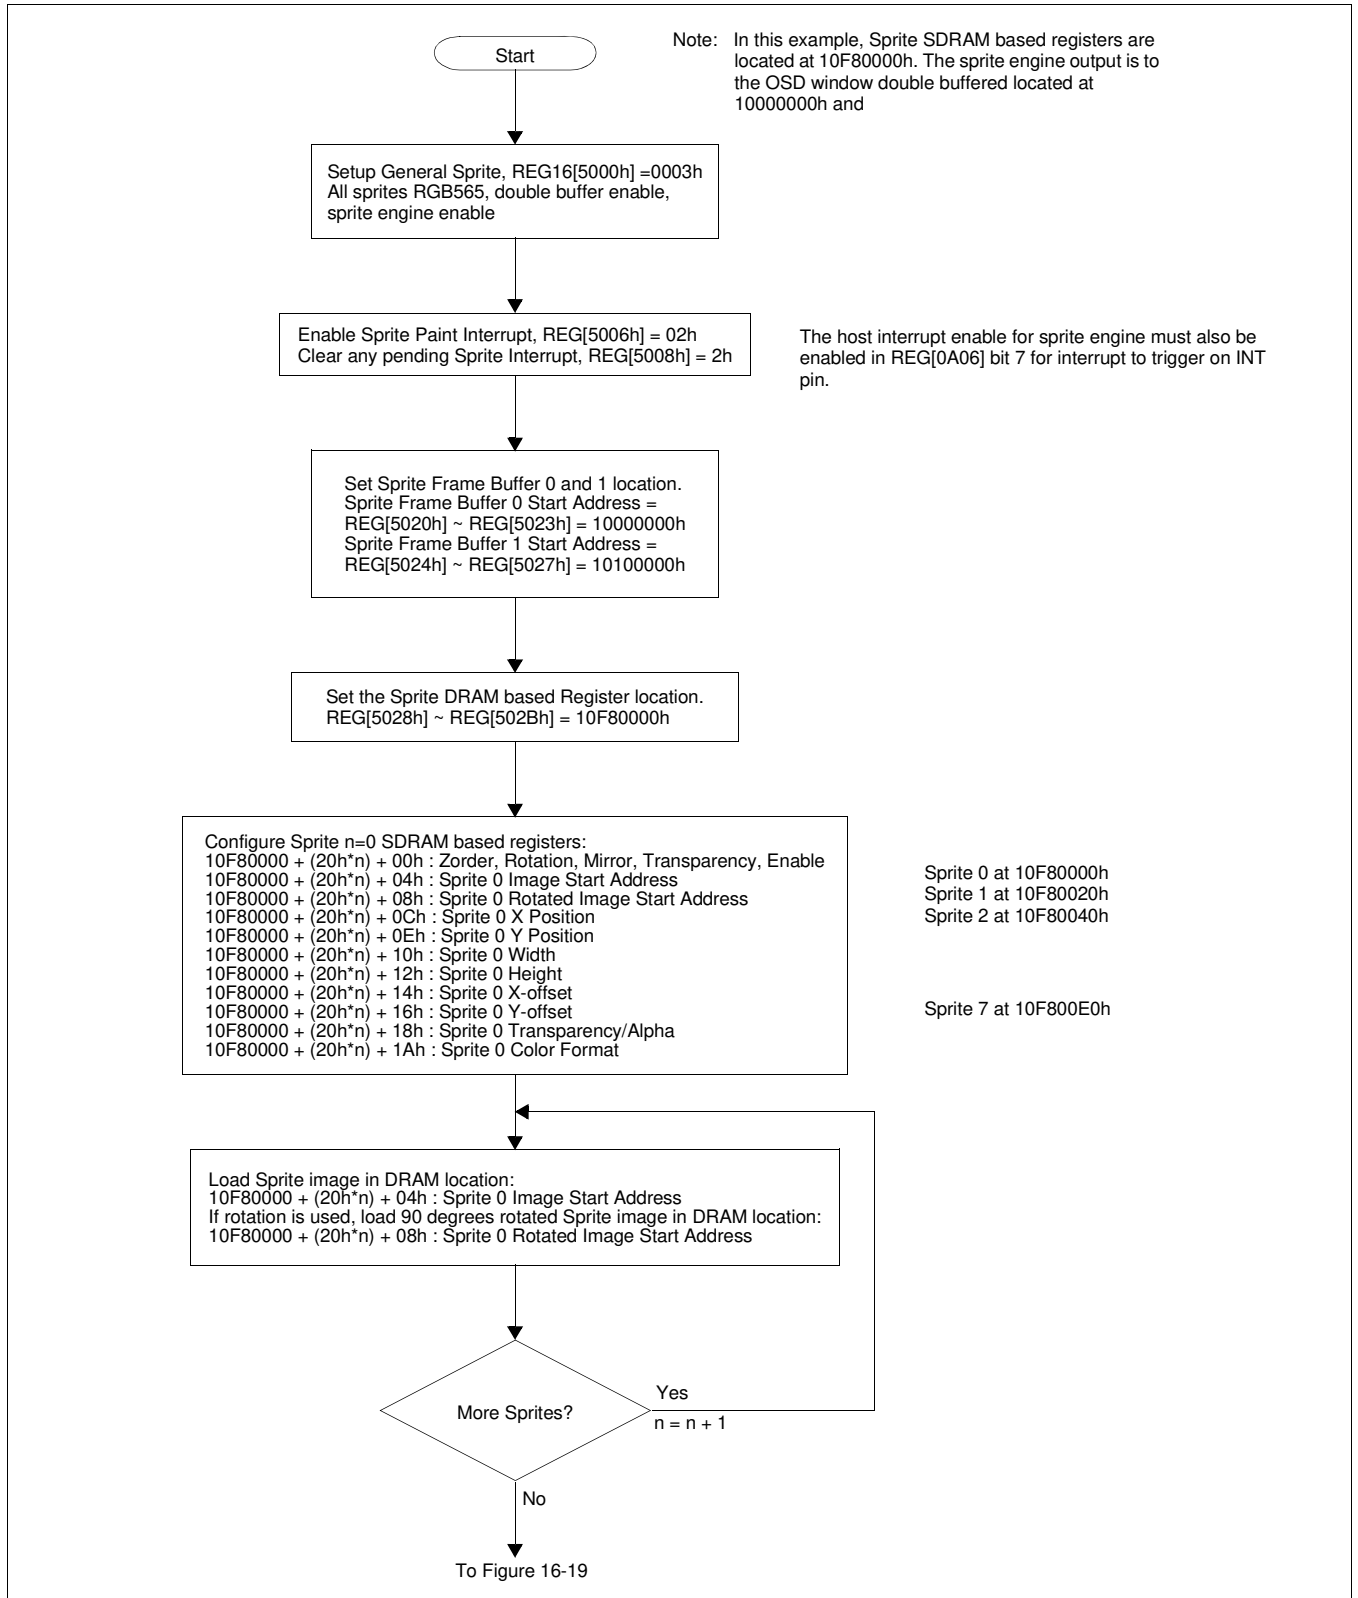 Start
Note: In this example, Sprite SDRAM based registers are
located at 10F80000h. The sprite engine output is to
the OSD window double buffered located at
10000000h and
Setup General Sprite, REG16[5000h] =0003h
All sprites RGB565, double buffer enable,
sprite engine enable
Enable Sprite Paint Interrupt, REG[5006h] = 02h
Clear any pending Sprite Interrupt, REG[5008h] = 2h
The host interrupt enable for sprite engine must also be
enabled in REG[0A06] bit 7 for interrupt to trigger on INT
pin.
Set Sprite Frame Buffer 0 and 1 location.
Sprite Frame Buffer 0 Start Address =
REG[5020h] ~ REG[5023h] = 10000000h
Sprite Frame Buffer 1 Start Address =
REG[5024h] ~ REG[5027h] = 10100000h
Set the Sprite DRAM based Register location.
REG[5028h] ~ REG[502Bh] = 10F80000h
Configure Sprite n=0 SDRAM based registers:
10F80000 + (20h*n) + 00h : Zorder, Rotation, Mirror, Transparency, Enable
10F80000 + (20h*n) + 04h : Sprite 0 Image Start Address
10F80000 + (20h*n) + 08h : Sprite 0 Rotated Image Start Address
10F80000 + (20h*n) + 0Ch : Sprite 0 X Position
10F80000 + (20h*n) + 0Eh : Sprite 0 Y Position
10F80000 + (20h*n) + 10h : Sprite 0 Width
10F80000 + (20h*n) + 12h : Sprite 0 Height
10F80000 + (20h*n) + 14h : Sprite 0 X-offset
10F80000 + (20h*n) + 16h : Sprite 0 Y-offset
10F80000 + (20h*n) + 18h : Sprite 0 Transparency/Alpha
10F80000 + (20h*n) + 1Ah : Sprite 0 Color Format
Sprite 0 at 10F80000h
Sprite 1 at 10F80020h
Sprite 2 at 10F80040h
Sprite 7 at 10F800E0h
Load Sprite image in DRAM location:
10F80000 + (20h*n) + 04h : Sprite 0 Image Start Address
If rotation is used, load 90 degrees rotated Sprite image in DRAM location:
10F80000 + (20h*n) + 08h : Sprite 0 Rotated Image Start Address
More Sprites?
Yes
n = n + 1
No
To Figure 16-19